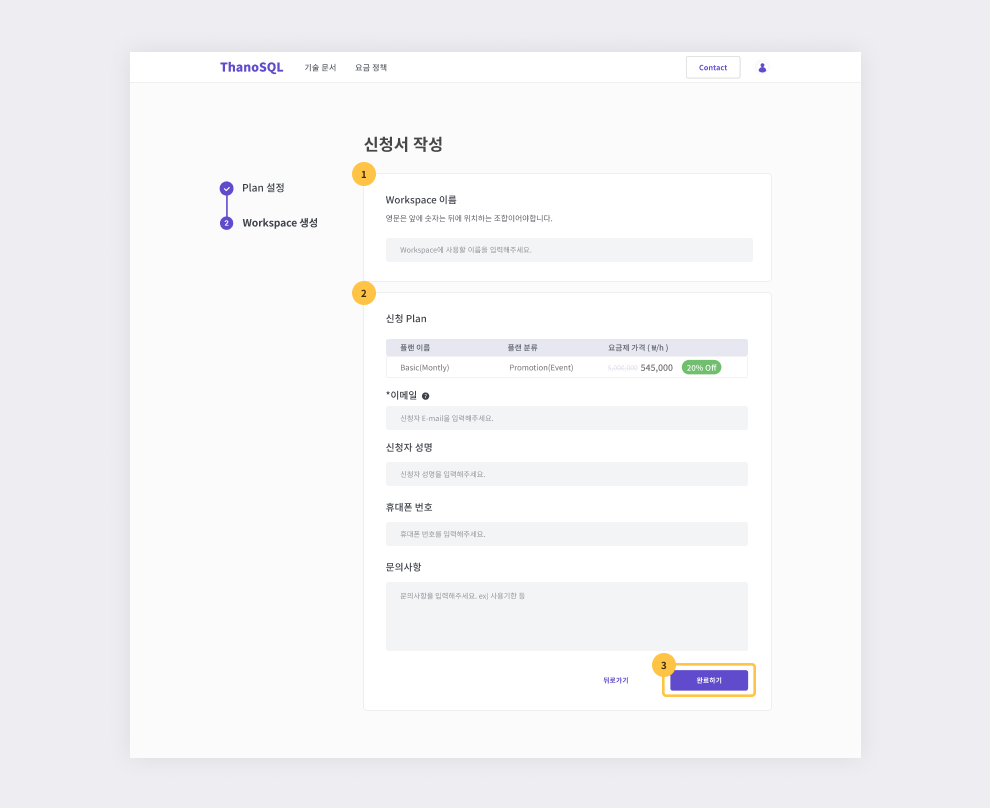 ThanoSQL 기술 문서 요금 정책 Contact
신청서 작성
1
Plan 설정
2 Workspace 생성
Workspace 이름
영문은 앞에 숫자는 뒤에 위치하는 조합이어야합니다.
Workspace에 사용할 이름을 입력해주세요.
2
신청 Plan
플랜 이름 플랜 분류 요금제 가격 ( ₩/h )
Basic(Montly) Promotion(Event) 545,000 20% Off
*이메일 ?
신청자 E-mail을 입력해주세요.
신청자 성명
신청자 성명을 입력해주세요.
휴대폰 번호
휴대폰 번호를 입력해주세요.
문의사항
문의사항을 입력해주세요. ex) 사용기한 등
3
뒤로가기 완료하기